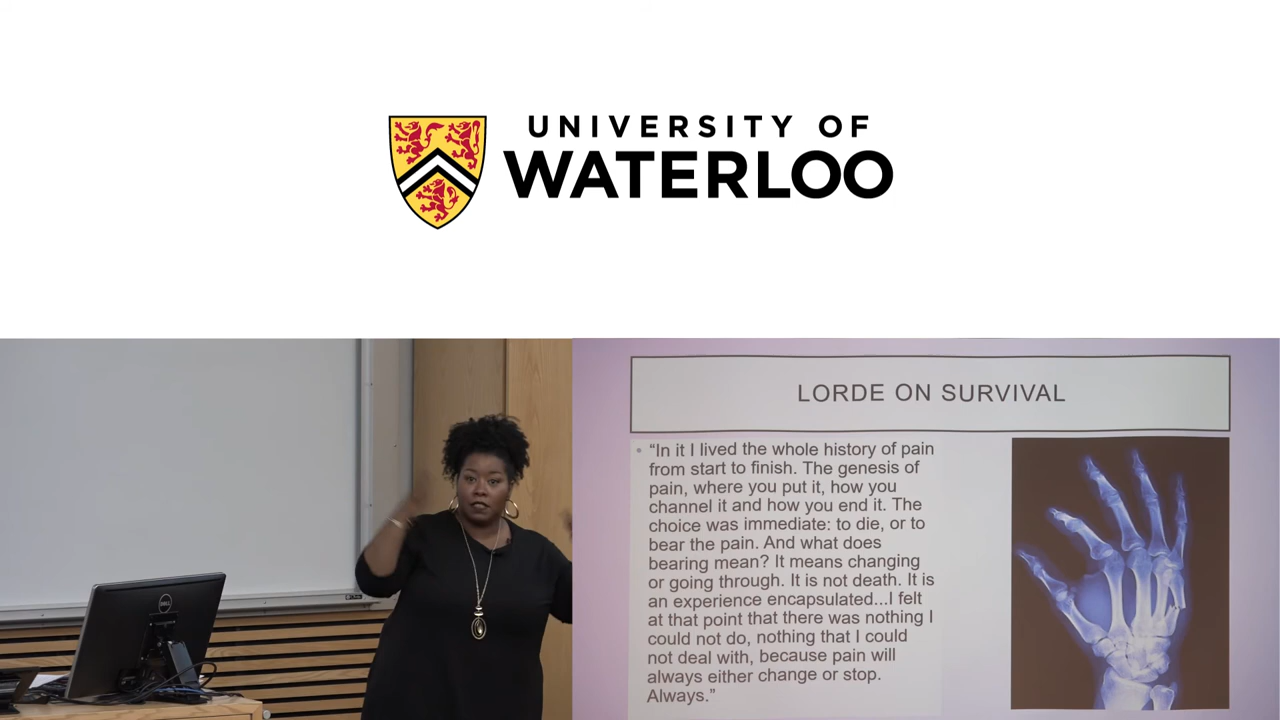 UNIVERSITY OF
WATERLOO
LORDE ON SURVIVAL
• “In it I lived the whole history of pain
from start to finish. The genesis of
pain, where you put it, how you
channel it and how you end it. The
choice was immediate: to die, or to
bear the pain. And what does
bearing mean? It means changing
or going through. It is not death. It is
an experience encapsulated...I felt
at that point that there was nothing I
could not do, nothing that I could
not deal with, because pain will
always either change or stop.
Always.”
DELL